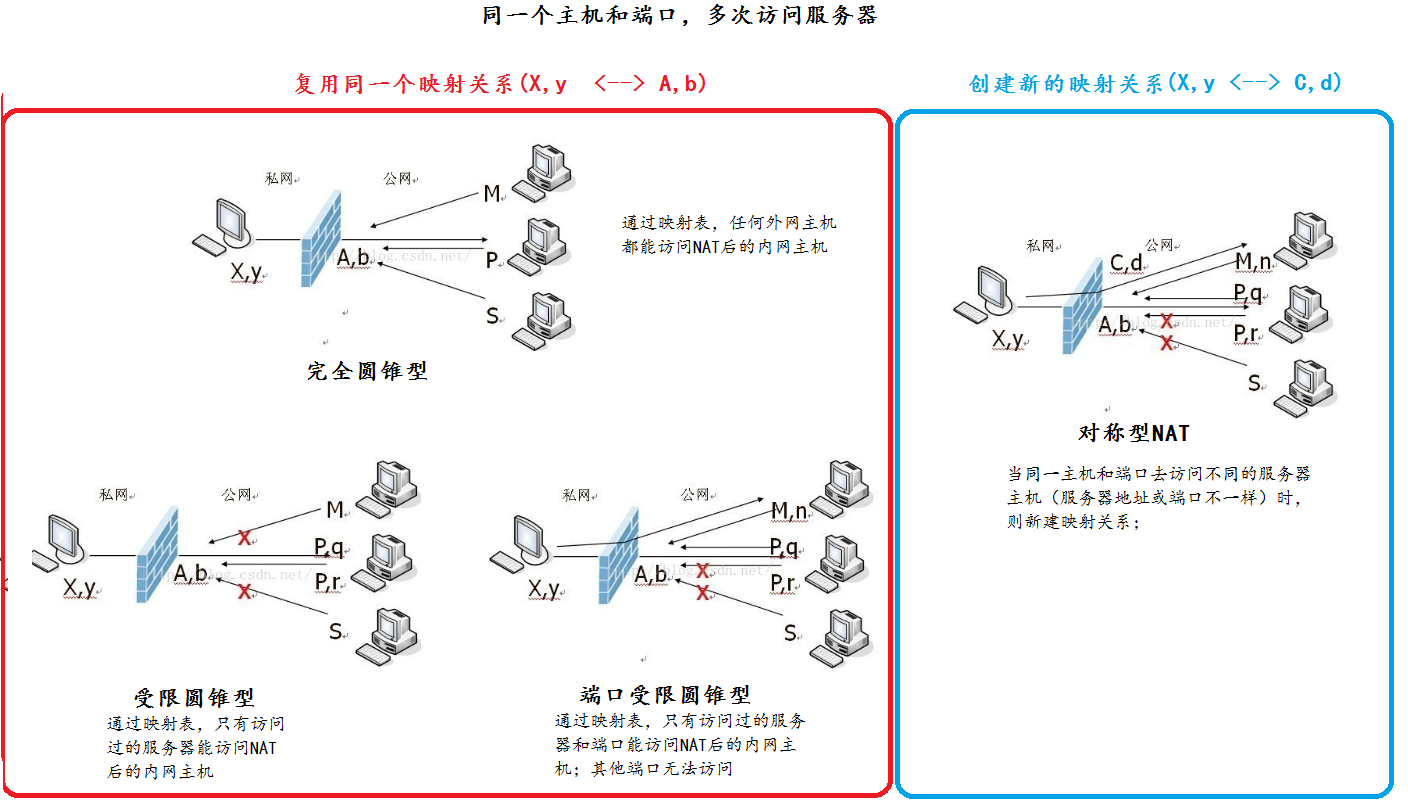 同一个主机和端口，多次访问服务器
复用同一个映射关系(X,y <--> A,b)
创建新的映射关系(X,y <--> C,d)
私网
公网
M
P
S
X,y
A,b
通过映射表，任何外网主机
都能访问NAT后的内网主机
完全圆锥型
私网
公网
M
P,q
P,r
S
X,y
A,b
受限圆锥型
通过映射表，只有访问
过的服务器能访问NAT
后的内网主机
私网
公网
M,n
P,q
P,r
S
X,y
A,b
端口受限圆锥型
通过映射表，只有访问过的服务
器和端口能访问NAT后的内网主
机；其他端口无法访问
私网
公网
C,d
M,n
P,q
P,r
S
X,y
A,b
对称型NAT
当同一主机和端口去访问不同的服务器
主机（服务器地址或端口不一样）时，
则新建映射关系；